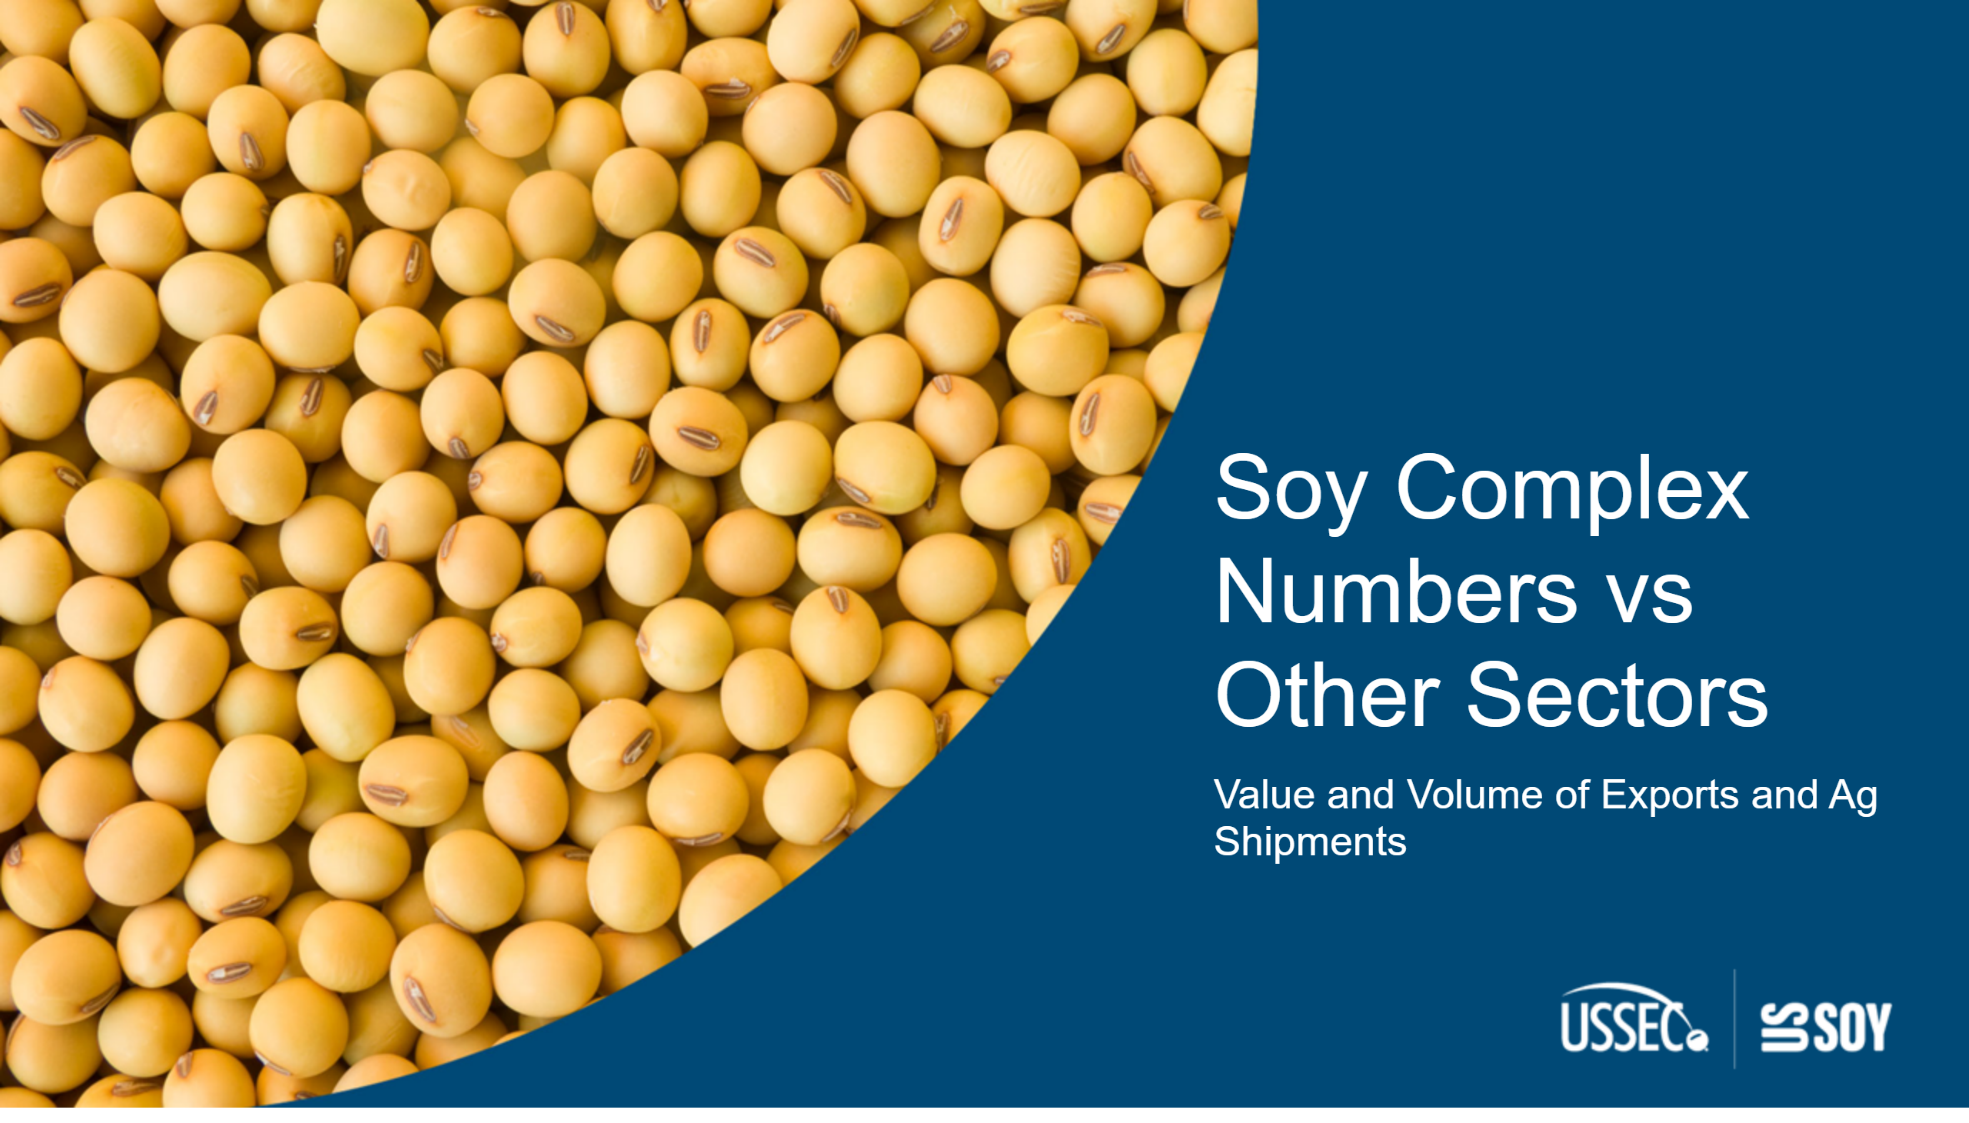 Soy Complex
Numbers vs
Other Sectors
Value and Volume of Exports and Ag
Shipments
USSEC
US SOY